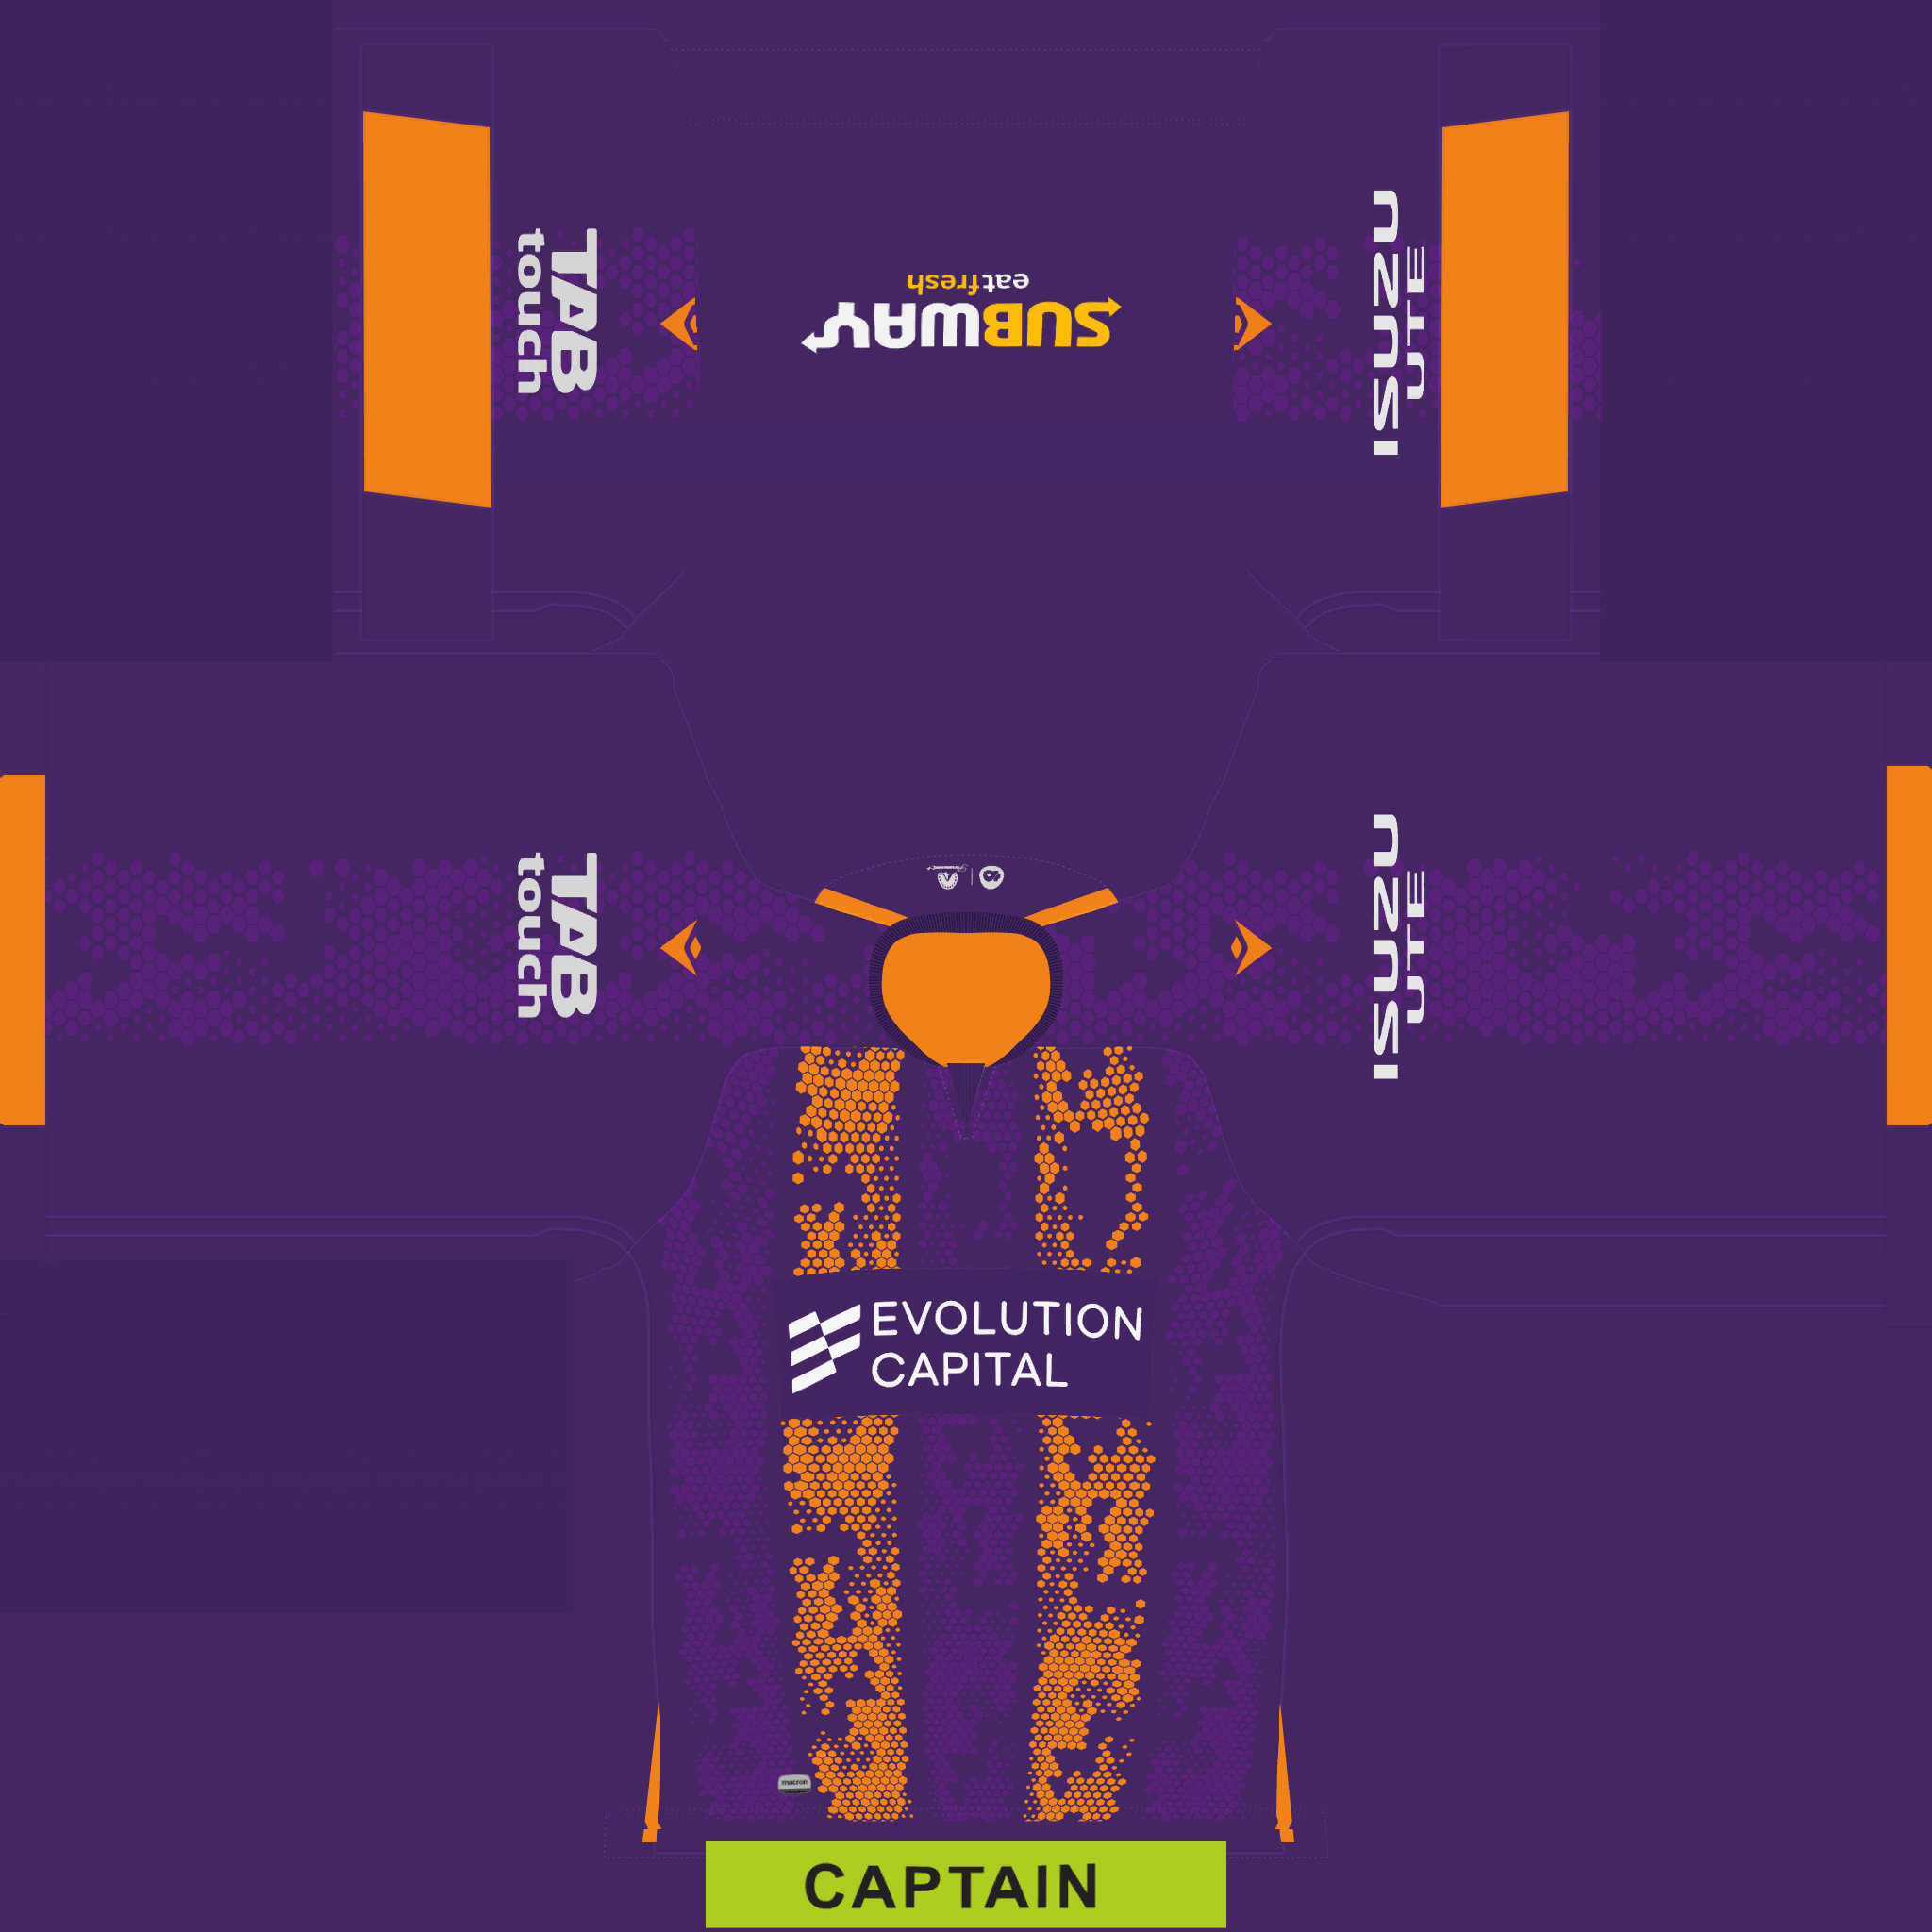 TAB
touch
SUBWAY
eat fresh
ISUZU
UTE
TAB
touch
ISUZU
UTE
EVOLUTION
CAPITAL
macron
CAPTAIN